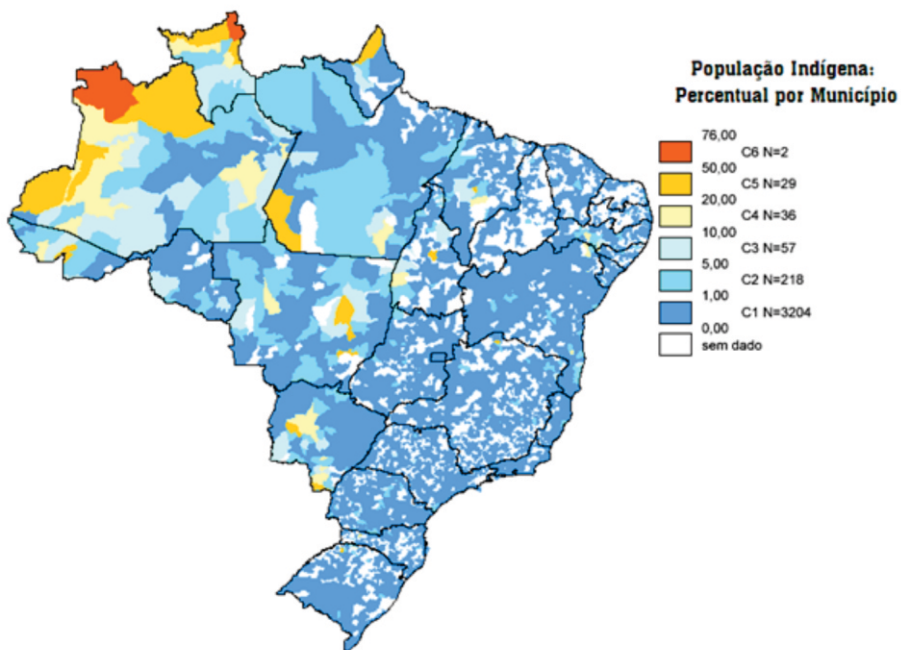 População Indígena:
Percentual por Município
76,00
C6 N=2
50,00
C5 N=29
20,00
C4 N=36
10,00
C3 N=57
5,00
C2 N=218
1,00
C1 N=3204
0,00
sem dado